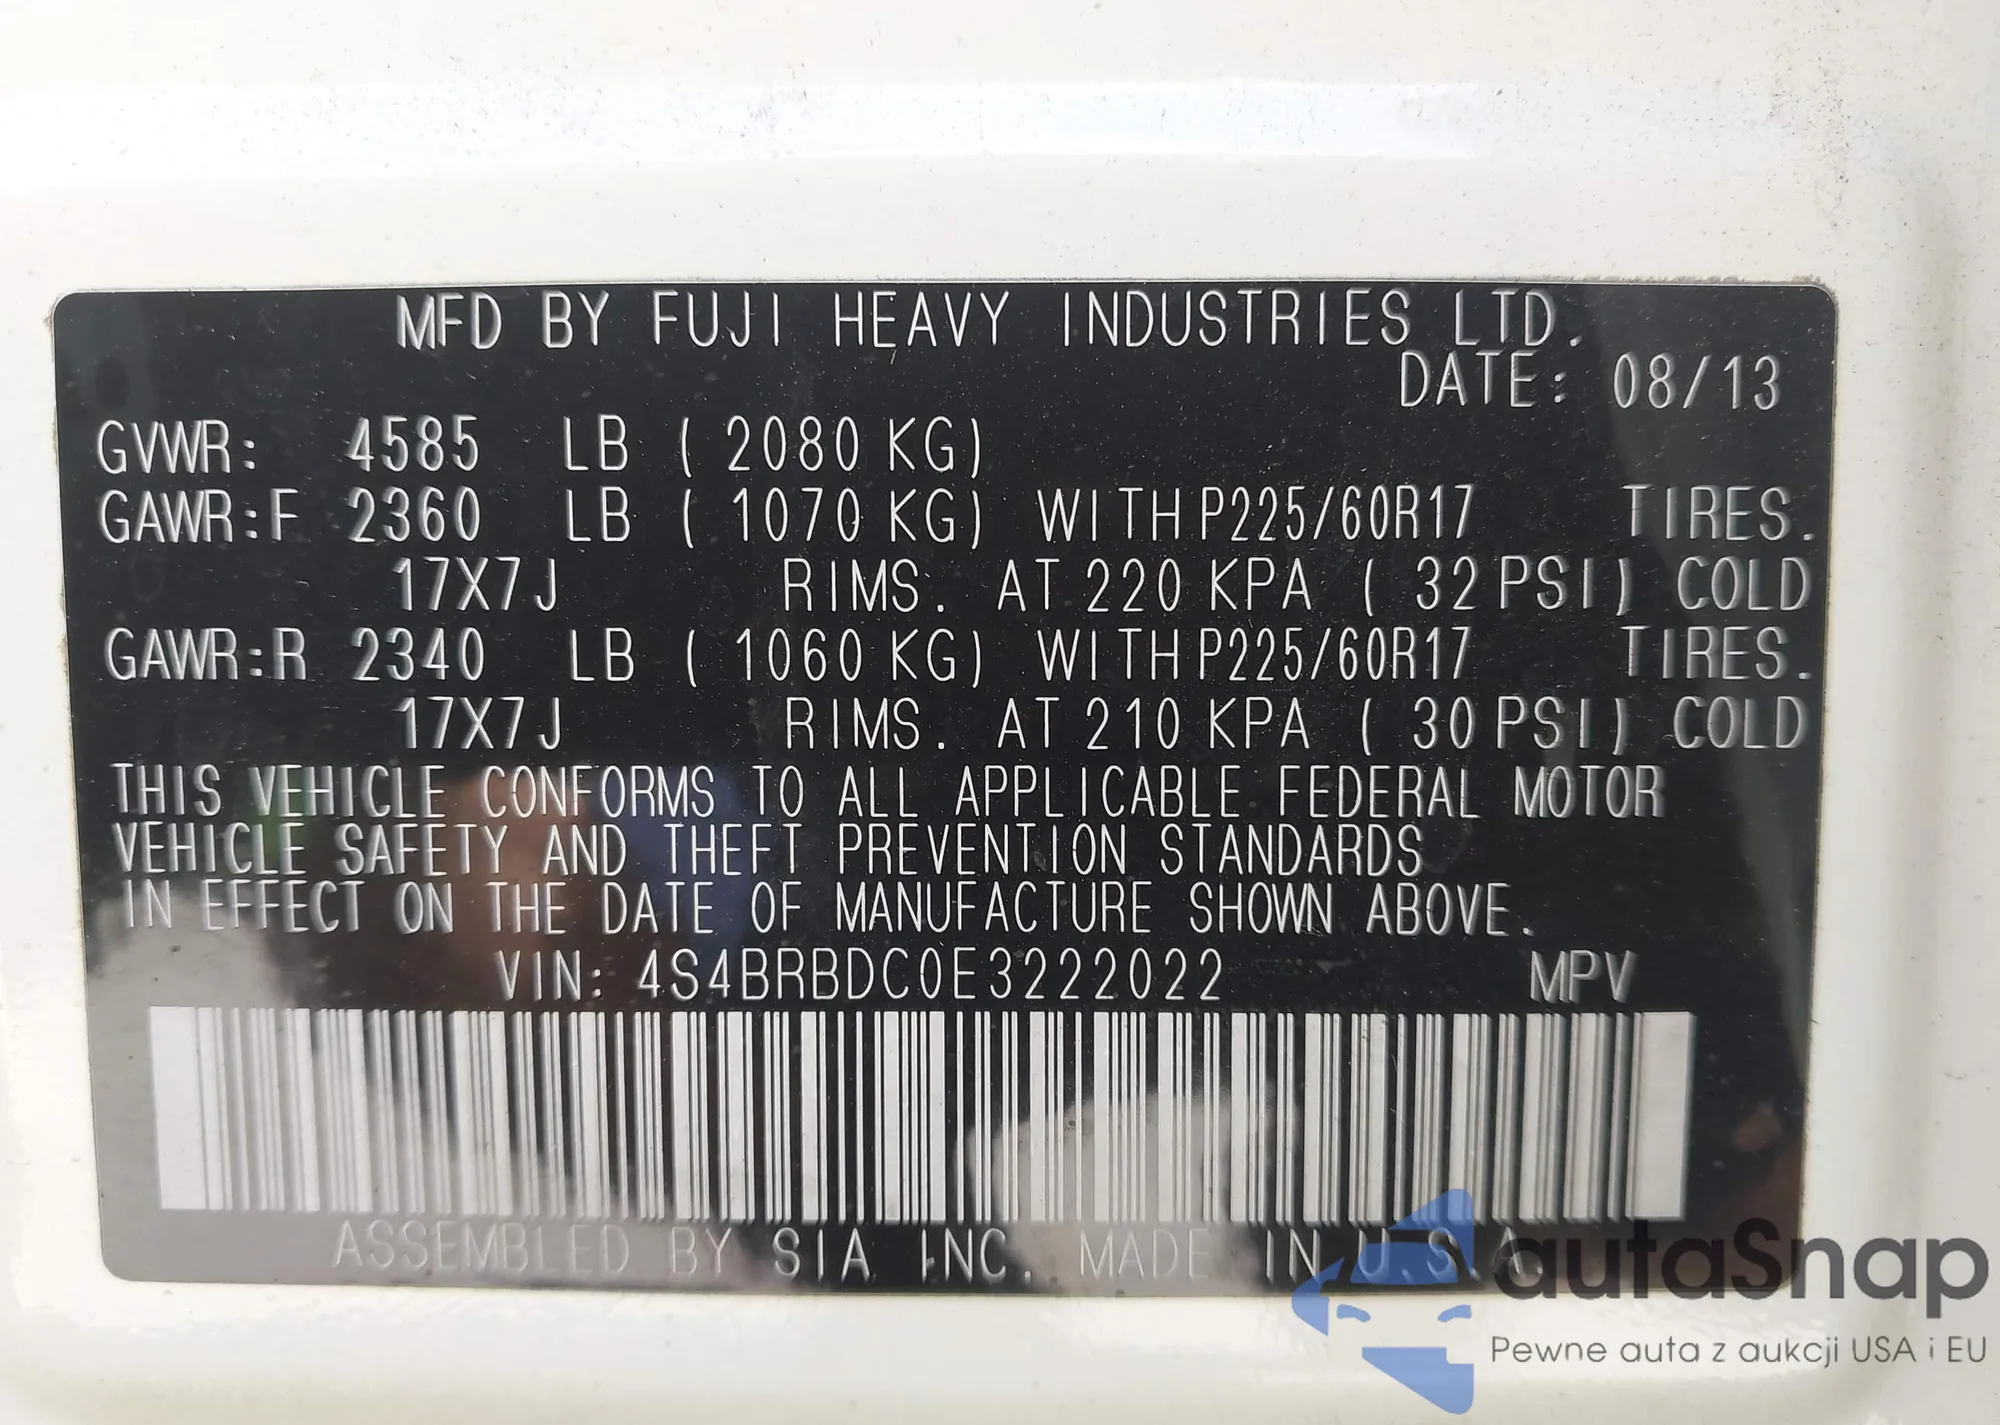 MFD BY FUJI HEAVY INDUSTRIES LTD.
DATE: 08/13
GVWR: 4585 LB ( 2080 KG)
GAWR:F 2360 LB ( 1070 KG) WITH P225/60R17 TIRES.
17X7J RIMS. AT 220 KPA ( 32 PSI) COLD
GAWR:R 2340 LB ( 1060 KG) WITH P225/60R17 TIRES.
17X7J RIMS. AT 210 KPA ( 30 PSI) COLD
THIS VEHICLE CONFORMS TO ALL APPLICABLE FEDERAL MOTOR
VEHICLE SAFETY AND THEFT PREVENTION STANDARDS
IN EFFECT ON THE DATE OF MANUFACTURE SHOWN ABOVE.
VIN: 4S4BRBDC0E3222022 MPV
ASSEMBLED BY SIA INC. MADE IN U.S.A.
autaSnap
Pewne auta z aukcji USA i EU